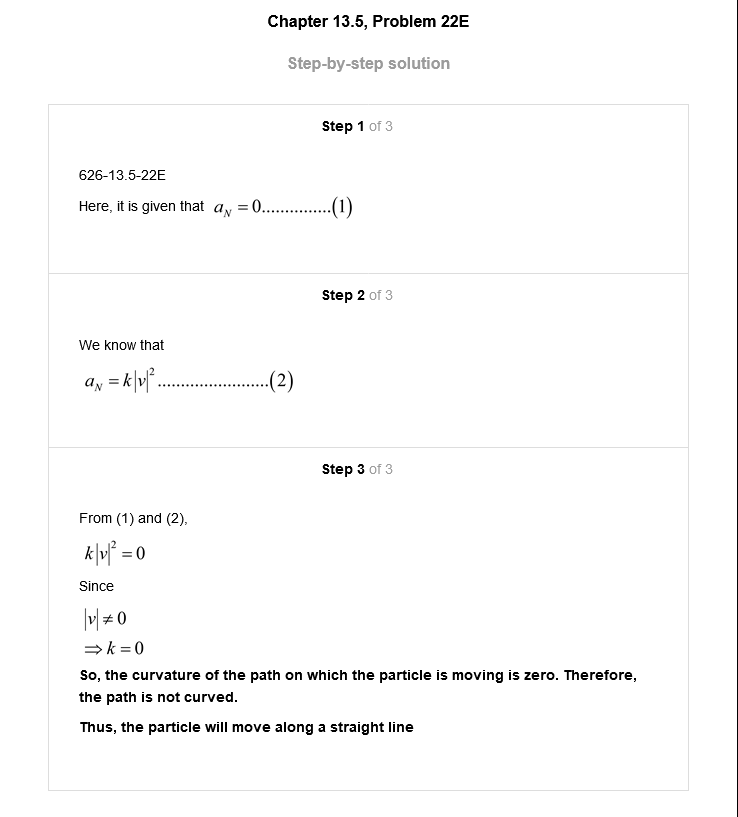 Chapter 13.5, Problem 22E
Step-by-step solution
Step 1 of 3
626-13.5-22E
Here, it is given that a_N = 0...............(1)
Step 2 of 3
We know that
a_N = k|v|²........................(2)
Step 3 of 3
From (1) and (2),
k|v|² = 0
Since
|v| ≠ 0
⇒ k = 0
So, the curvature of the path on which the particle is moving is zero. Therefore,
the path is not curved.
Thus, the particle will move along a straight line